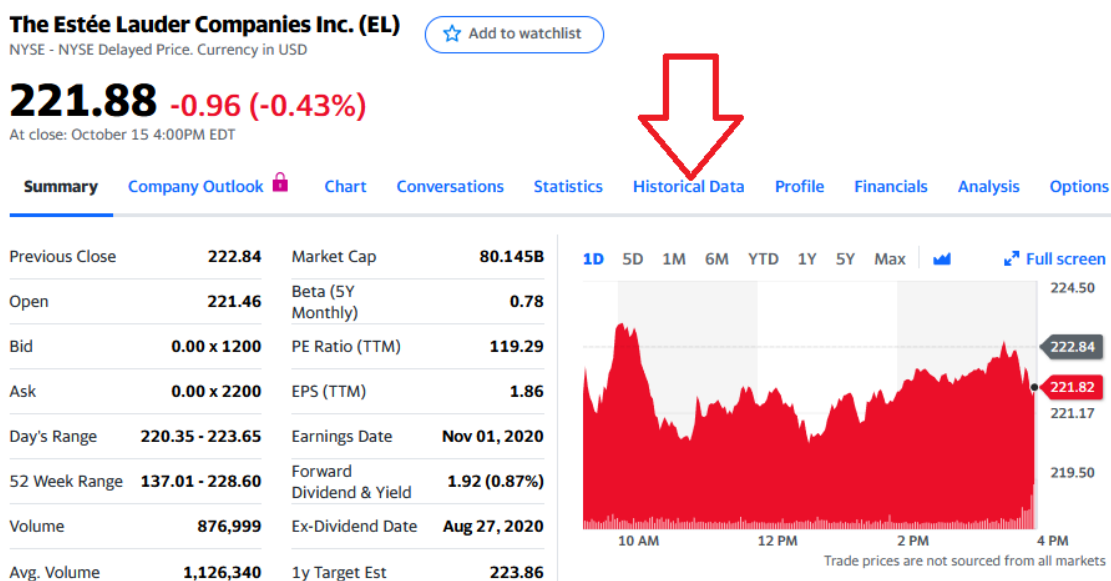 The Estée Lauder Companies Inc. (EL)
Add to watchlist
NYSE - NYSE Delayed Price. Currency in USD
221.88 -0.96 (-0.43%)
At close: October 15 4:00PM EDT
Summary Company Outlook Chart Conversations Statistics Historical Data Profile Financials Analysis Options
Previous Close 222.84
Open 221.46
Bid 0.00 x 1200
Ask 0.00 x 2200
Day's Range 220.35 - 223.65
52 Week Range 137.01 - 228.60
Volume 876,999
Avg. Volume 1,126,340
Market Cap 80.145B
Beta (5Y
Monthly) 0.78
PE Ratio (TTM) 119.29
EPS (TTM) 1.86
Earnings Date Nov 01, 2020
Forward
Dividend & Yield 1.92 (0.87%)
Ex-Dividend Date Aug 27, 2020
1y Target Est 223.86
1D 5D 1M 6M YTD 1Y 5Y Max Full screen
224.50
222.84
221.82
221.17
219.50
10 AM 12 PM 2 PM 4 PM
Trade prices are not sourced from all markets